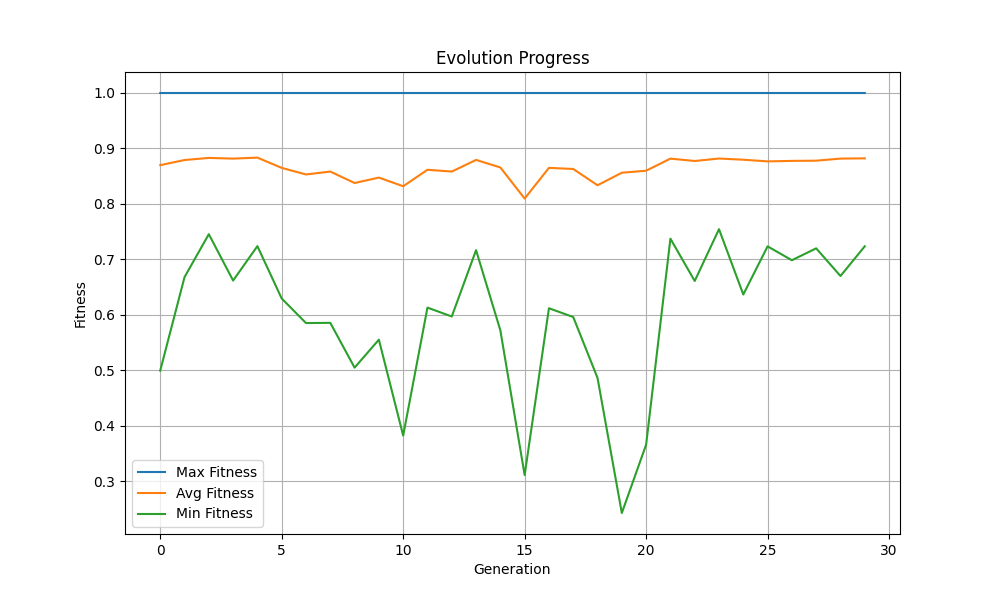 Evolution Progress
1.0
0.9
0.8
0.7
0.6
0.5
0.4
0.3
Fitness
Max Fitness
Avg Fitness
Min Fitness
0 5 10 15 20 25 30
Generation